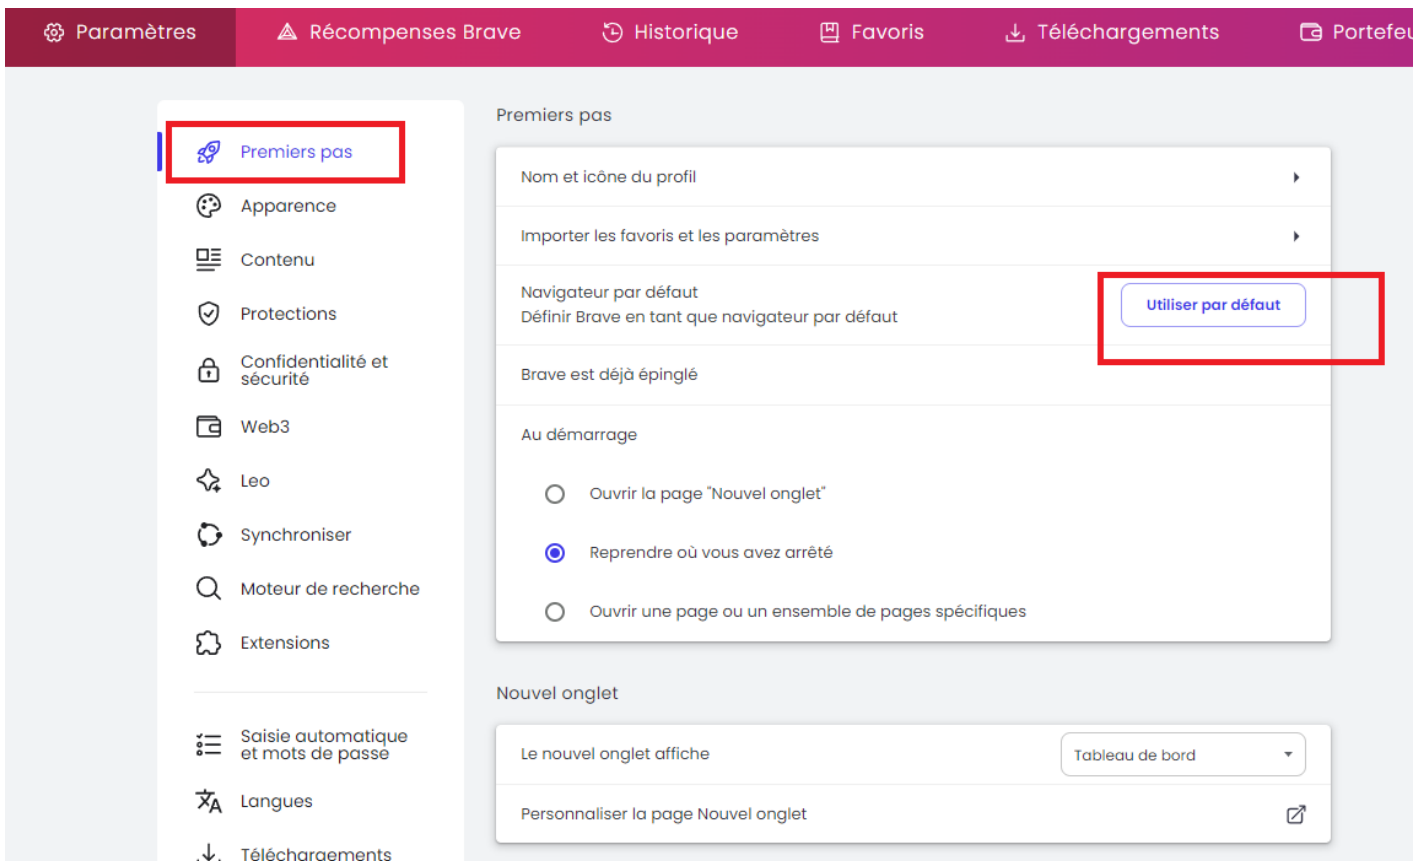 Paramètres
Récompenses Brave
Historique
Favoris
Téléchargements
Portefeu
Premiers pas
Apparence
Contenu
Protections
Confidentialité et
sécurité
Web3
Leo
Synchroniser
Moteur de recherche
Extensions
Saisie automatique
et mots de passe
Langues
Téléchargements
Premiers pas
Nom et icône du profil
Importer les favoris et les paramètres
Navigateur par défaut
Définir Brave en tant que navigateur par défaut
Utiliser par défaut
Brave est déjà épinglé
Au démarrage
Ouvrir la page "Nouvel onglet"
Reprendre où vous avez arrêté
Ouvrir une page ou un ensemble de pages spécifiques
Nouvel onglet
Le nouvel onglet affiche
Tableau de bord
Personnaliser la page Nouvel onglet